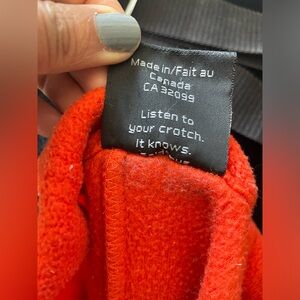 Made in/Fait au
Canada
CA 32099
Listen to
your crotch.
It knows.